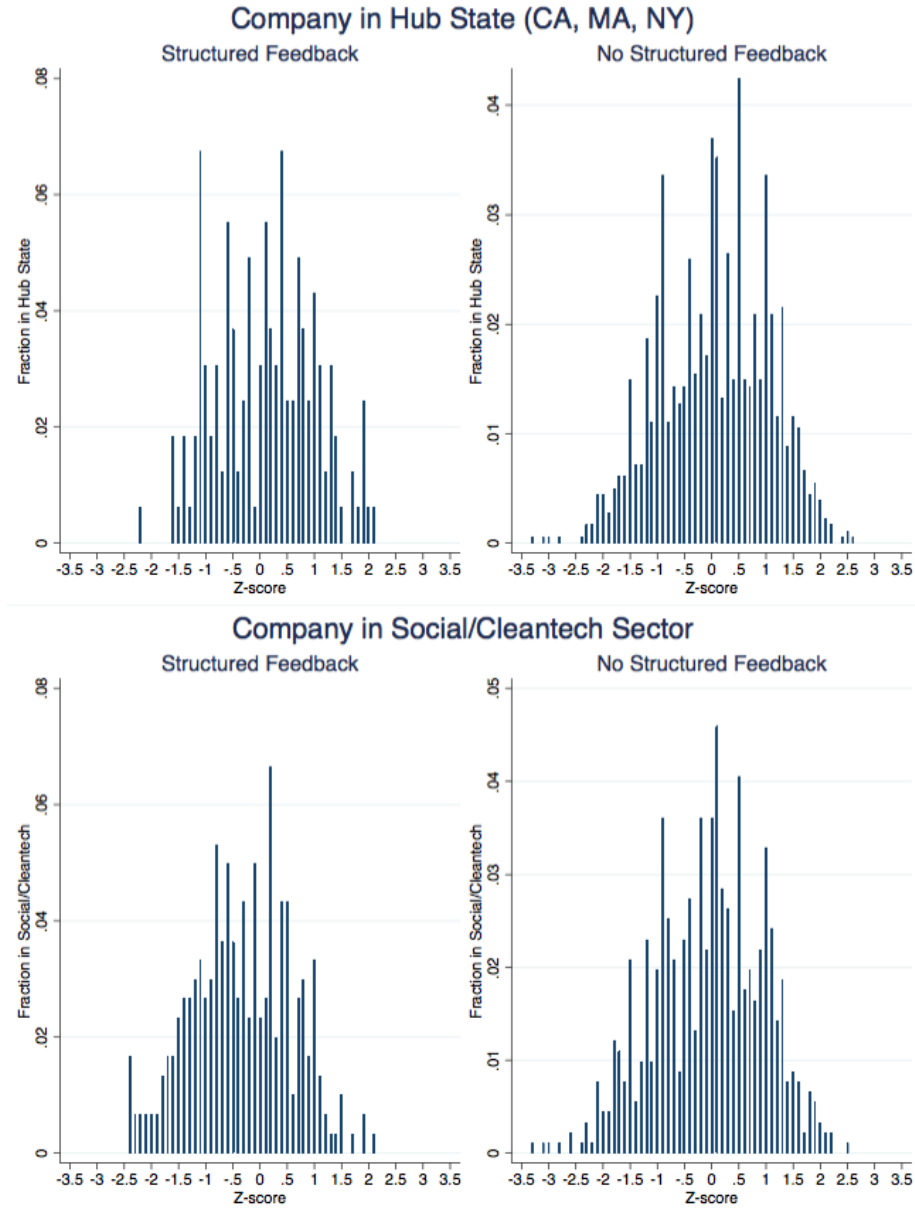 Company in Hub State (CA, MA, NY)
Structured Feedback
No Structured Feedback
Fraction in Hub State
0 .02 .04 .06 .08
-3.5 -3 -2.5 -2 -1.5 -1 -.5 0 .5 1 1.5 2 2.5 3 3.5
Z-score
Fraction in Hub State
0 .01 .02 .03 .04
-3.5 -3 -2.5 -2 -1.5 -1 -.5 0 .5 1 1.5 2 2.5 3 3.5
Z-score
Company in Social/Cleantech Sector
Structured Feedback
No Structured Feedback
Fraction in Social/Cleantech
0 .02 .04 .06 .08
-3.5 -3 -2.5 -2 -1.5 -1 -.5 0 .5 1 1.5 2 2.5 3 3.5
Z-score
Fraction in Social/Cleantech
0 .01 .02 .03 .04 .05
-3.5 -3 -2.5 -2 -1.5 -1 -.5 0 .5 1 1.5 2 2.5 3 3.5
Z-score